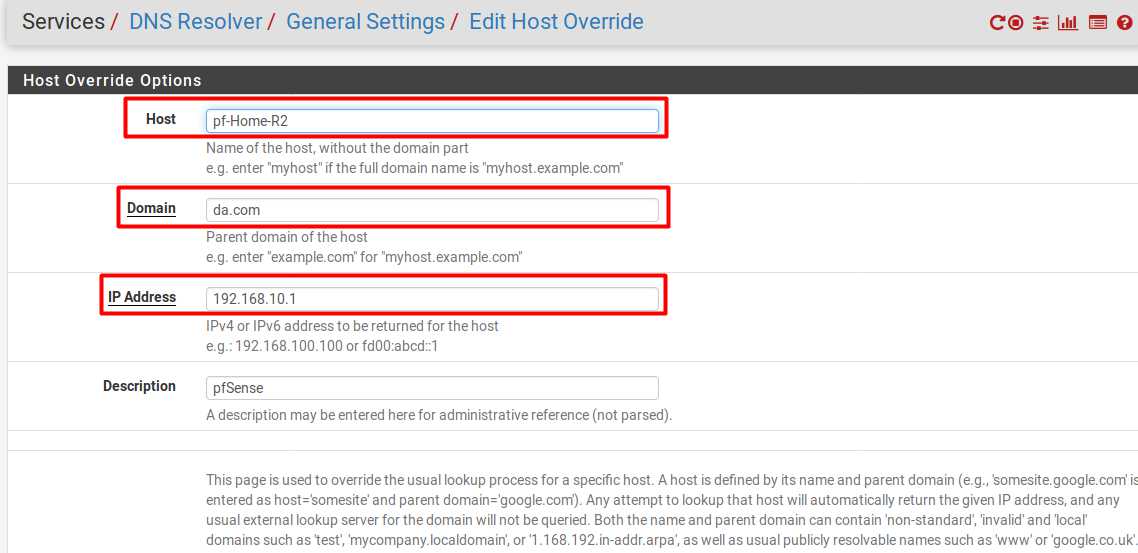 Services / DNS Resolver / General Settings / Edit Host Override
Host Override Options
Host pf-Home-R2
Name of the host, without the domain part
e.g. enter "myhost" if the full domain name is "myhost.example.com"
Domain da.com
Parent domain of the host
e.g. enter "example.com" for "myhost.example.com"
IP Address 192.168.10.1
IPv4 or IPv6 address to be returned for the host
e.g.: 192.168.100.100 or fd00:abcd::1
Description pfSense
A description may be entered here for administrative reference (not parsed).
This page is used to override the usual lookup process for a specific host. A host is defined by its name and parent domain (e.g., 'somesite.google.com' is
entered as host='somesite' and parent domain='google.com'). Any attempt to lookup that host will automatically return the given IP address, and any
usual external lookup server for the domain will not be queried. Both the name and parent domain can contain 'non-standard', 'invalid' and 'local'
domains such as 'test', 'mycompany.localdomain', or '1.168.192.in-addr.arpa', as well as usual publicly resolvable names such as 'www' or 'google.co.uk'.